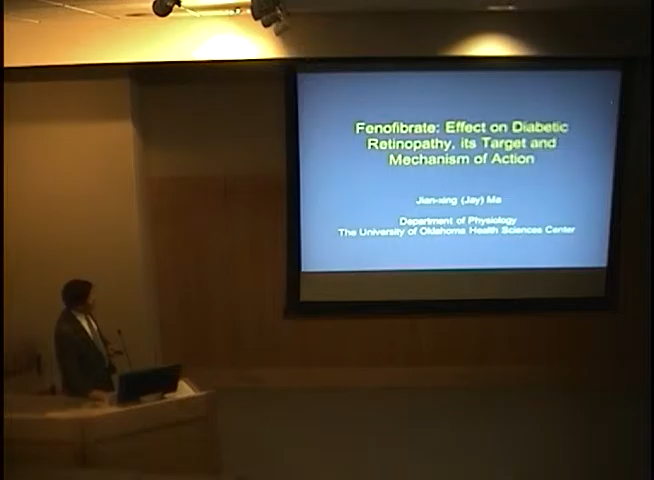 Fenofibrate: Effect on Diabetic
Retinopathy, its Target and
Mechanism of Action
Jian-xing (Jay) Ma
Department of Physiology
The University of Oklahoma Health Sciences Center